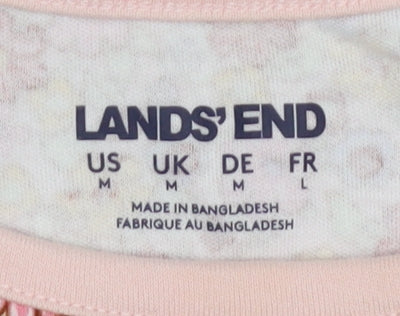 LANDS' END
US UK DE FR
M M M L
MADE IN BANGLADESH
FABRIQUE AU BANGLADESH